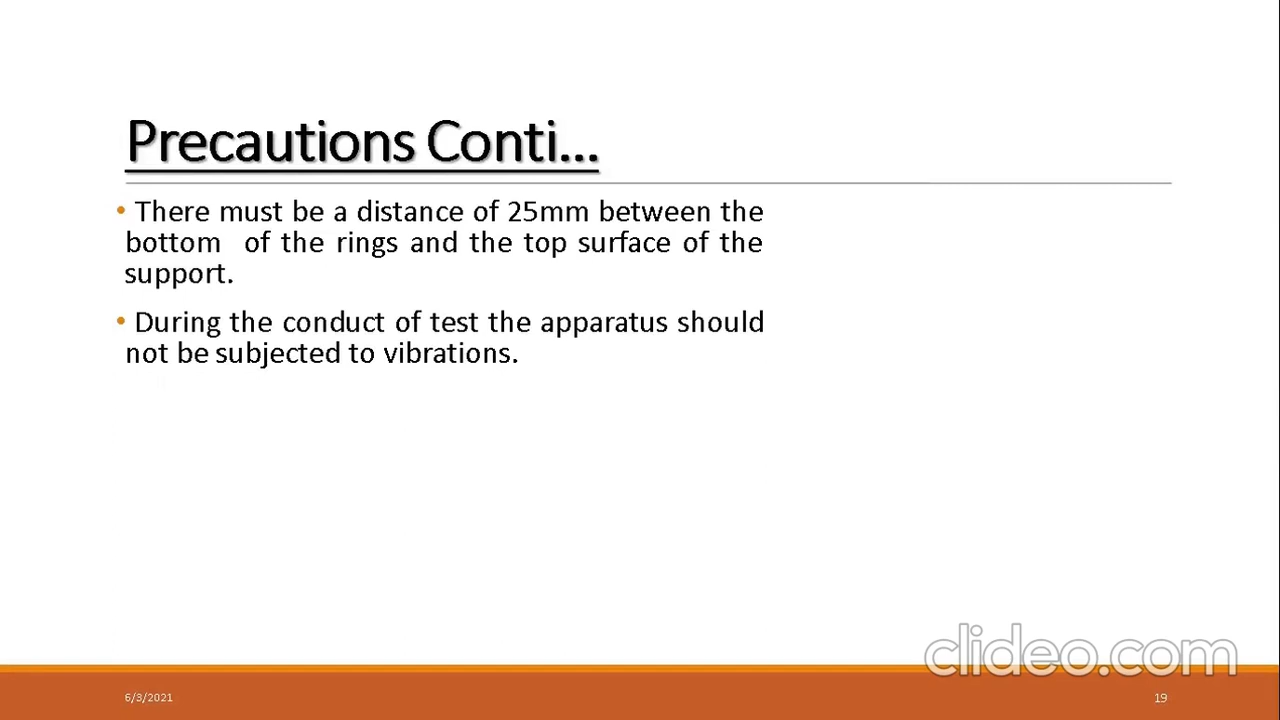 Precautions Conti...
• There must be a distance of 25mm between the
bottom of the rings and the top surface of the
support.
• During the conduct of test the apparatus should
not be subjected to vibrations.
clideo.com
6/3/2021
19